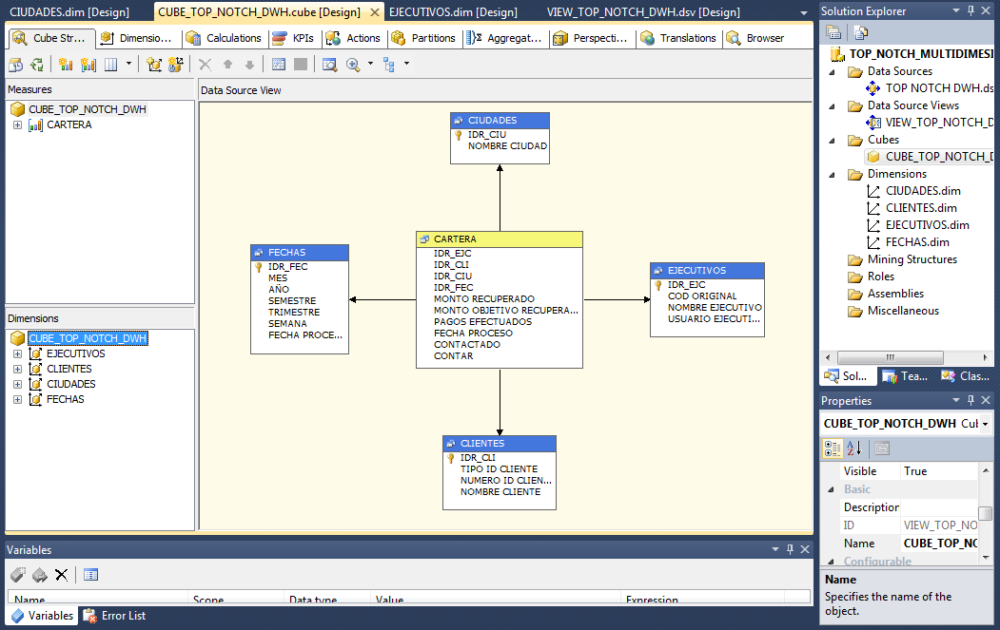 CIUDADES.dim [Design]
CUBE_TOP_NOTCH_DWH.cube [Design]
EJECUTIVOS.dim [Design]
VIEW_TOP_NOTCH_DWH.dsv [Design]
Cube Str...
Dimensio...
Calculations
KPIs
Actions
Partitions
Aggregat...
Perspecti...
Translations
Browser
Measures
CUBE_TOP_NOTCH_DWH
CARTERA
Dimensions
CUBE_TOP_NOTCH_DWH
EJECUTIVOS
CLIENTES
CIUDADES
FECHAS
Data Source View
CIUDADES
IDR_CIU
NOMBRE CIUDAD
FECHAS
IDR_FEC
MES
AÑO
SEMESTRE
TRIMESTRE
SEMANA
FECHA PROCE...
CARTERA
IDR_EJC
IDR_CLI
IDR_CIU
IDR_FEC
MONTO RECUPERADO
MONTO OBJETIVO RECUPERA...
PAGOS EFECTUADOS
FECHA PROCESO
CONTACTADO
CONTAR
EJECUTIVOS
IDR_EJC
COD ORIGINAL
NOMBRE EJECUTIVO
USUARIO EJECUTI...
CLIENTES
IDR_CLI
TIPO ID CLIENTE
NUMERO ID CLIEN...
NOMBRE CLIENTE
Variables
Name Scope Data type Value Expression
Variables
Error List
Solution Explorer
TOP_NOTCH_MULTIDIMESI
Data Sources
TOP NOTCH DWH.ds
Data Source Views
VIEW_TOP_NOTCH_D
Cubes
CUBE_TOP_NOTCH_D
Dimensions
CIUDADES.dim
CLIENTES.dim
EJECUTIVOS.dim
FECHAS.dim
Mining Structures
Roles
Assemblies
Miscellaneous
Sol...
Tea...
Clas...
Properties
CUBE_TOP_NOTCH_DWH Cul
Visible True
Basic
Description
ID VIEW_TOP_NO
Name CUBE_TOP_NO
Configurable
Name
Specifies the name of the
object.